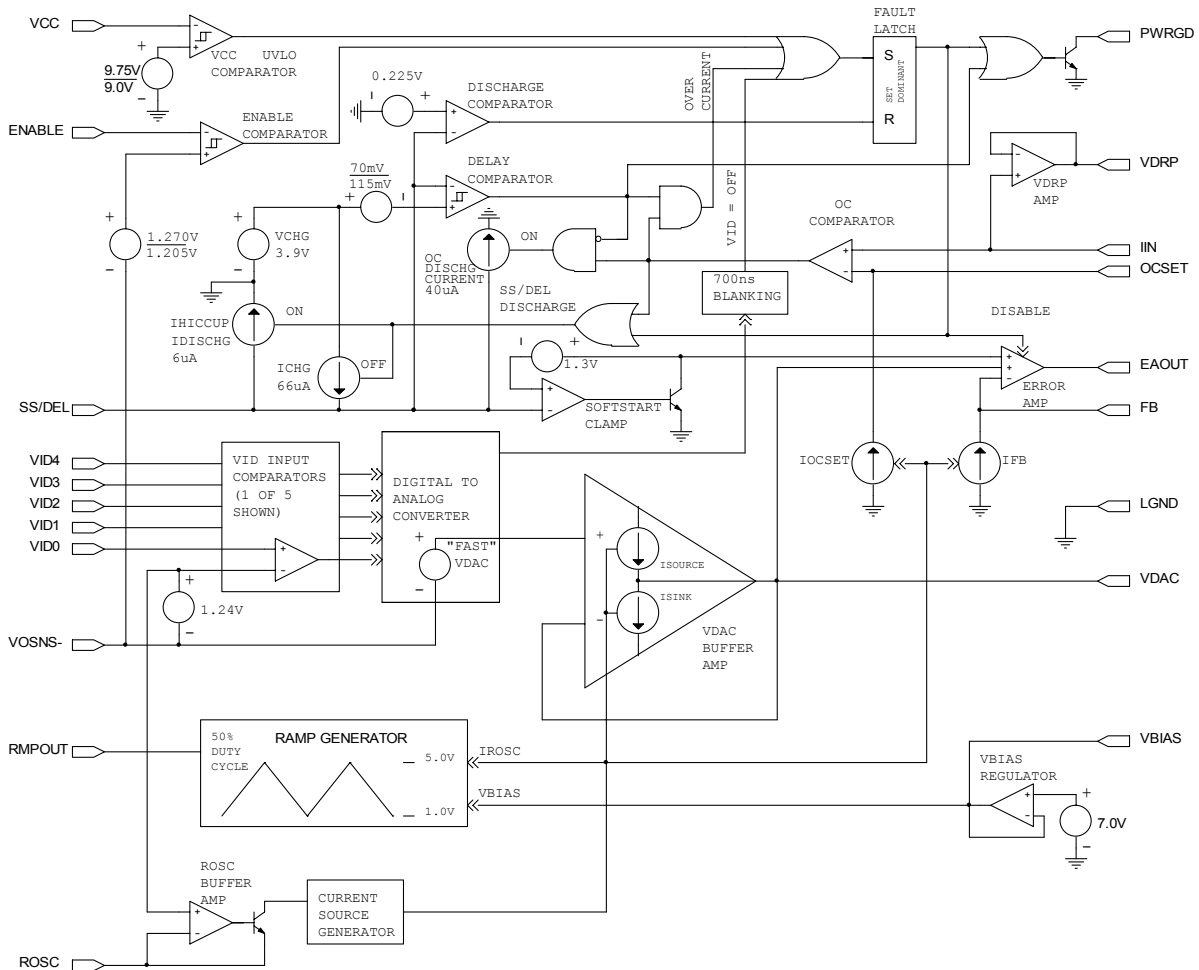 VCC
-
+
+
9.75V
9.0V
-
VCC UVLO
COMPARATOR
ENABLE
-
+
ENABLE
COMPARATOR
0.225V
-
+
DISCHARGE
COMPARATOR
+
-
OVER
CURRENT
FAULT
LATCH
S
SET
DOMINANT
R
PWRGD
70mV
115mV
+
-
DELAY
COMPARATOR
-
+
VID = OFF
-
+
VDRP
AMP
VDRP
OC
COMPARATOR
+
-
IIN
OCSET
+
1.270V
1.205V
-
+
VCHG
3.9V
-
OC
DISCHG
CURRENT
40uA
ON
SS/DEL
DISCHARGE
700ns
BLANKING
DISABLE
IHICCUP
IDISCHG
6uA
ON
ICHG
66uA
OFF
-
+
1.3V
+
-
SOFTSTART
CLAMP
+
+
-
ERROR
AMP
EAOUT
FB
SS/DEL
VID4
VID3
VID2
VID1
VID0
VID INPUT
COMPARATORS
(1 OF 5
SHOWN)
+
-
DIGITAL TO
ANALOG
CONVERTER
+
"FAST"
VDAC
-
IOCSET
IFB
LGND
+
1.24V
-
+
ISOURCE
ISINK
-
VDAC
BUFFER
AMP
VDAC
VOSNS-
RMPOUT
50%
DUTY
CYCLE
RAMP GENERATOR
5.0V
1.0V
IROSC
VBIAS
VBIAS
REGULATOR
+
-
+
7.0V
-
VBIAS
ROSC
BUFFER
AMP
+
-
CURRENT
SOURCE
GENERATOR
ROSC